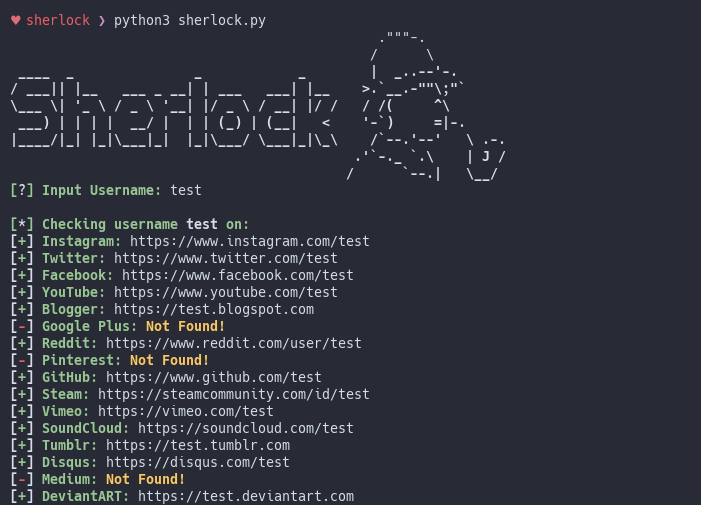 ♥ sherlock ❯ python3 sherlock.py
Sherlock
[?] Input Username: test
[*] Checking username test on:
[+] Instagram: https://www.instagram.com/test
[+] Twitter: https://www.twitter.com/test
[+] Facebook: https://www.facebook.com/test
[+] YouTube: https://www.youtube.com/test
[+] Blogger: https://test.blogspot.com
[-] Google Plus: Not Found!
[+] Reddit: https://www.reddit.com/user/test
[-] Pinterest: Not Found!
[+] GitHub: https://www.github.com/test
[+] Steam: https://steamcommunity.com/id/test
[+] Vimeo: https://vimeo.com/test
[+] SoundCloud: https://soundcloud.com/test
[+] Tumblr: https://test.tumblr.com
[+] Disqus: https://disqus.com/test
[-] Medium: Not Found!
[+] DeviantART: https://test.deviantart.com